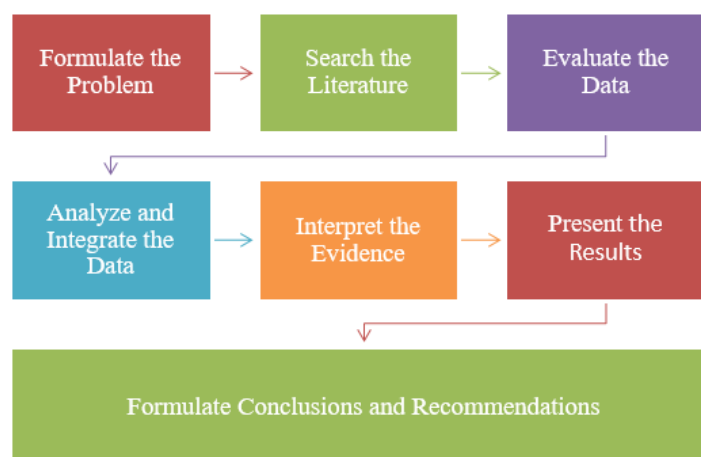 Formulate the
Problem
Search the
Literature
Evaluate the
Data
Analyze and
Integrate the
Data
Interpret the
Evidence
Present the
Results
Formulate Conclusions and Recommendations